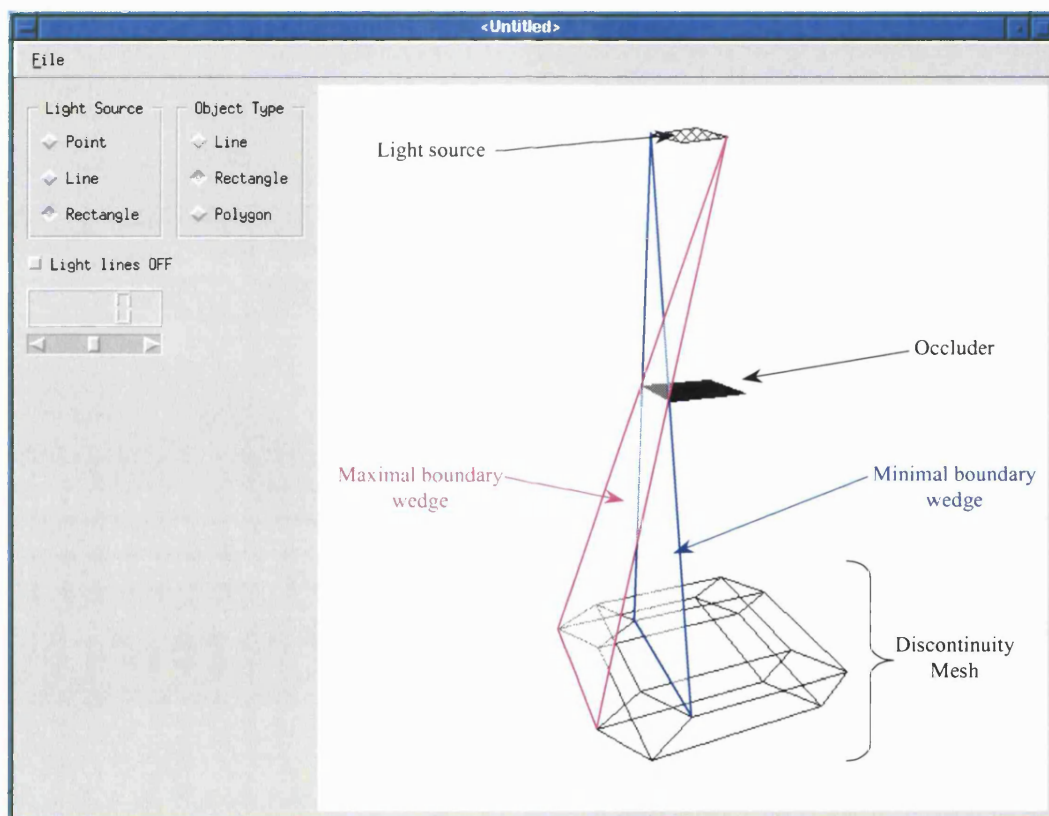 <Untitled>
File
Light Source
Point
Line
Rectangle
Object Type
Line
Rectangle
Polygon
Light lines OFF
0
Light source
Occluder
Maximal boundary
wedge
Minimal boundary
wedge
Discontinuity
Mesh